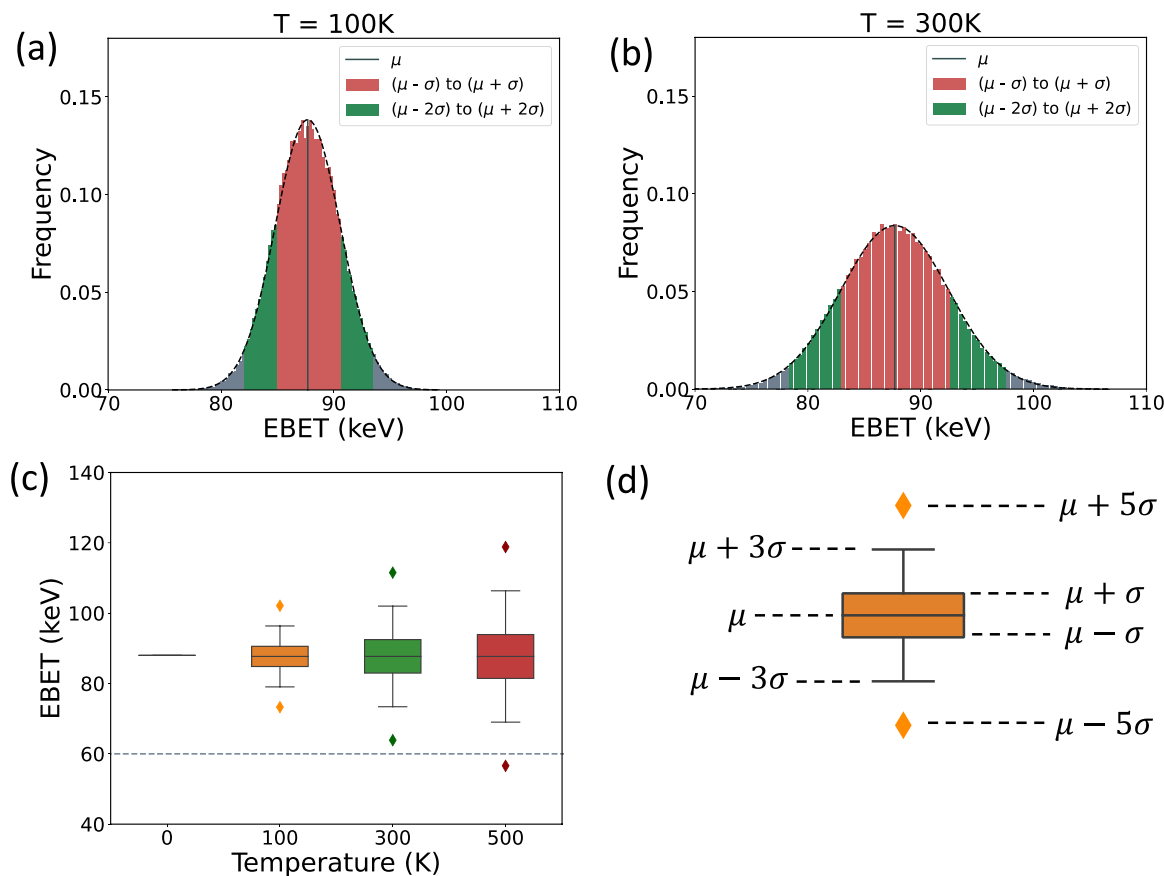 (a)
T = 100K
μ
(μ - σ) to (μ + σ)
(μ - 2σ) to (μ + 2σ)
0.15
0.10
0.05
0.00
Frequency
70
80
90
100
110
EBET (keV)
(b)
T = 300K
μ
(μ - σ) to (μ + σ)
(μ - 2σ) to (μ + 2σ)
0.15
0.10
0.05
0.00
Frequency
70
80
90
100
110
EBET (keV)
(c)
140
120
100
80
60
40
EBET (keV)
0
100
300
500
Temperature (K)
(d)
μ + 5σ
μ + 3σ
μ + σ
μ
μ − σ
μ − 3σ
μ − 5σ